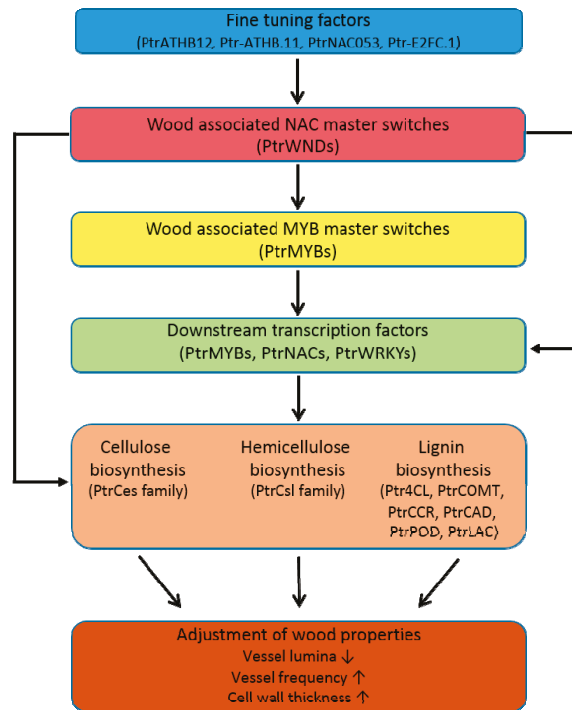 Fine tuning factors
(PtrATHB12, Ptr-ATHB.11, PtrNAC053, Ptr-E2FC.1)
Wood associated NAC master switches
(PtrWNDs)
Wood associated MYB master switches
(PtrMYBs)
Downstream transcription factors
(PtrMYBs, PtrNACs, PtrWRKYs)
Cellulose
biosynthesis
(PtrCes family)
Hemicellulose
biosynthesis
(PtrCsl family)
Lignin
biosynthesis
(Ptr4CL, PtrCOMT,
PtrCCR, PtrCAD,
PtrPOD, PtrLAC)
Adjustment of wood properties
Vessel lumina ↓
Vessel frequency ↑
Cell wall thickness ↑